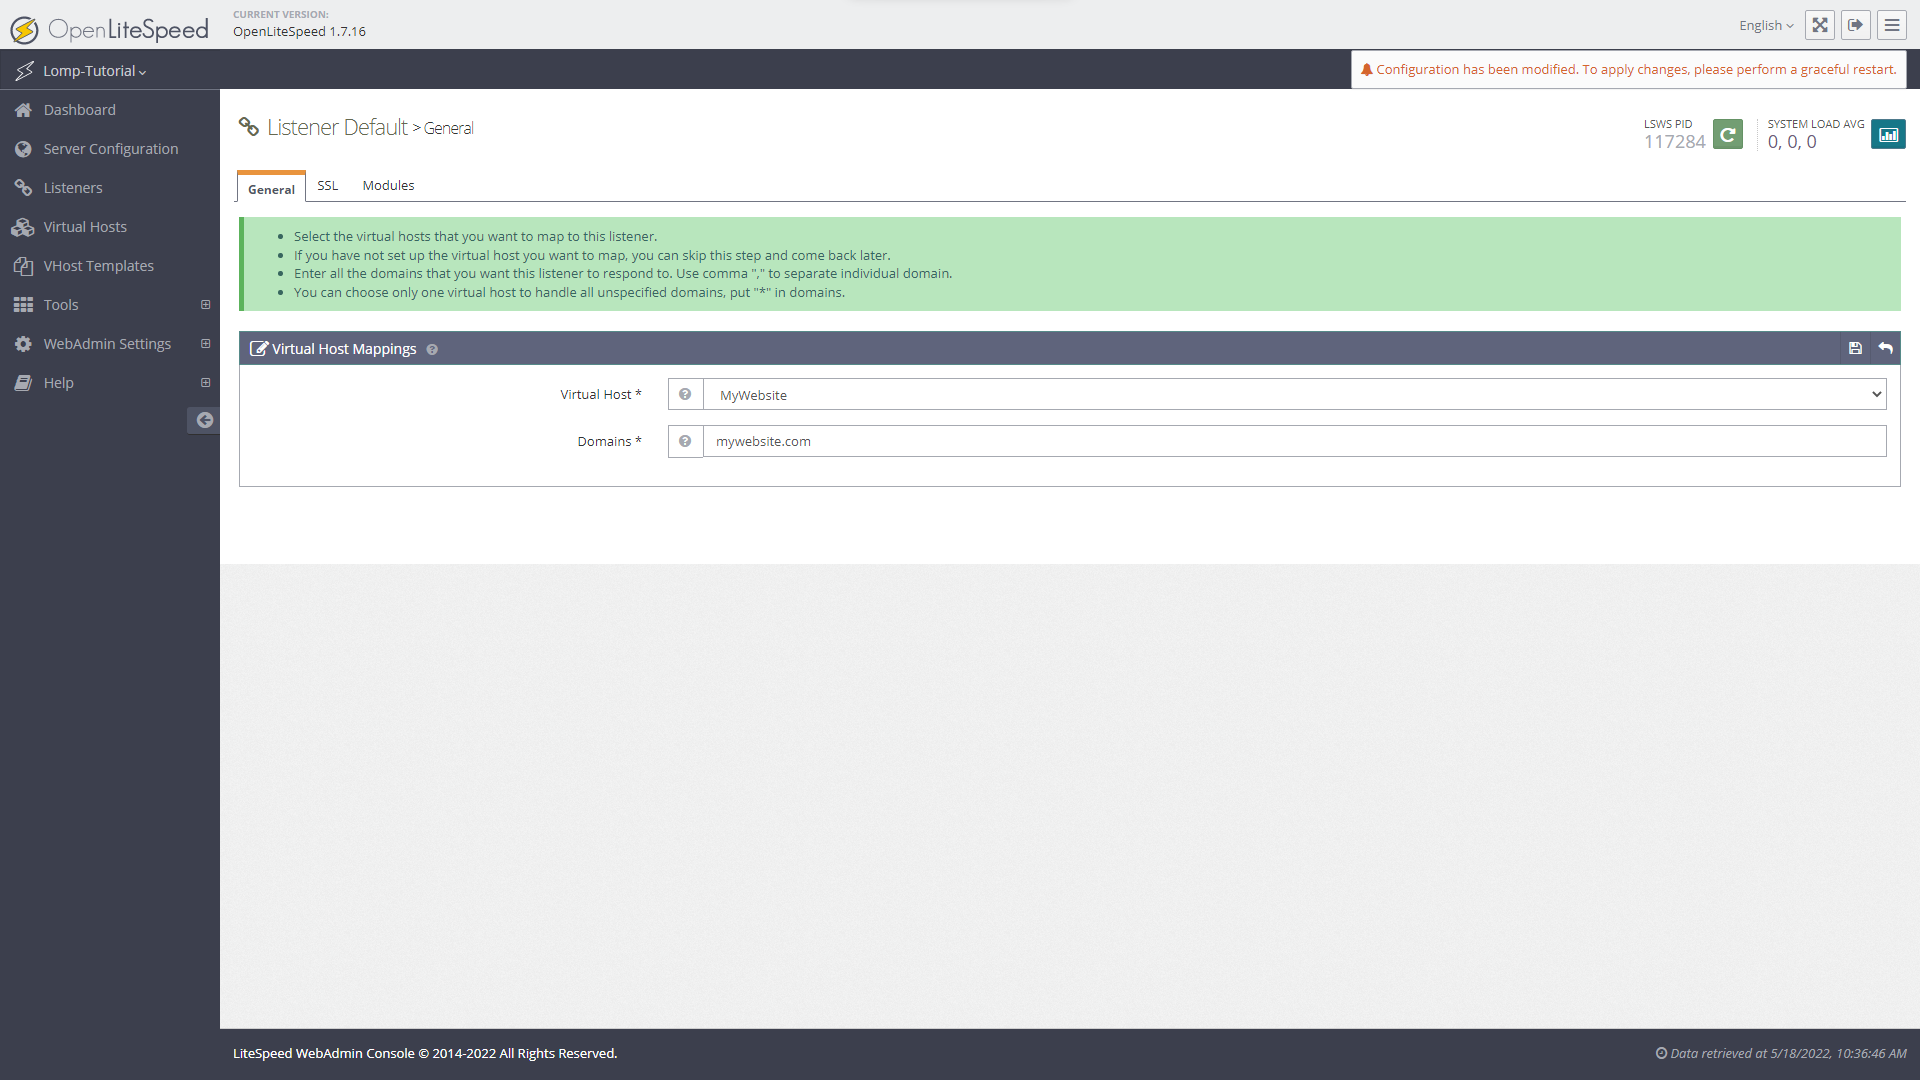 OpenLiteSpeed
CURRENT VERSION:
OpenLiteSpeed 1.7.16
English
Lomp-Tutorial
Configuration has been modified. To apply changes, please perform a graceful restart.
Dashboard
Server Configuration
Listeners
Virtual Hosts
VHost Templates
Tools
WebAdmin Settings
Help
Listener Default > General
LSWS PID
117284
SYSTEM LOAD AVG
0, 0, 0
General
SSL
Modules
Select the virtual hosts that you want to map to this listener.
If you have not set up the virtual host you want to map, you can skip this step and come back later.
Enter all the domains that you want this listener to respond to. Use comma "," to separate individual domain.
You can choose only one virtual host to handle all unspecified domains, put "*" in domains.
Virtual Host Mappings
Virtual Host *
MyWebsite
Domains *
mywebsite.com
LiteSpeed WebAdmin Console © 2014-2022 All Rights Reserved.
Data retrieved at 5/18/2022, 10:36:46 AM